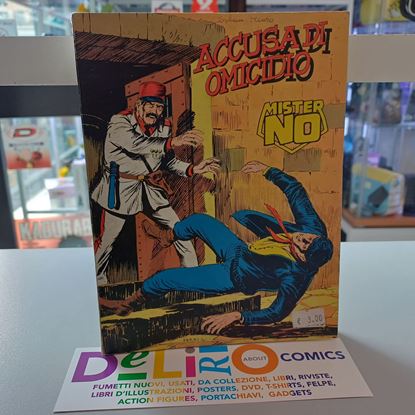 ACCUSA DI
OMICIDIO
MISTER
NO
€ 3,00
DELIRIO ABOUT COMICS
FUMETTI NUOVI, USATI, DA COLLEZIONE, LIBRI, RIVISTE,
LIBRI D'ILLUSTRAZIONI, POSTERS, DVD, T-SHIRTS, FELPE,
ACTION FIGURES, PORTACHIAVI, GADGETS